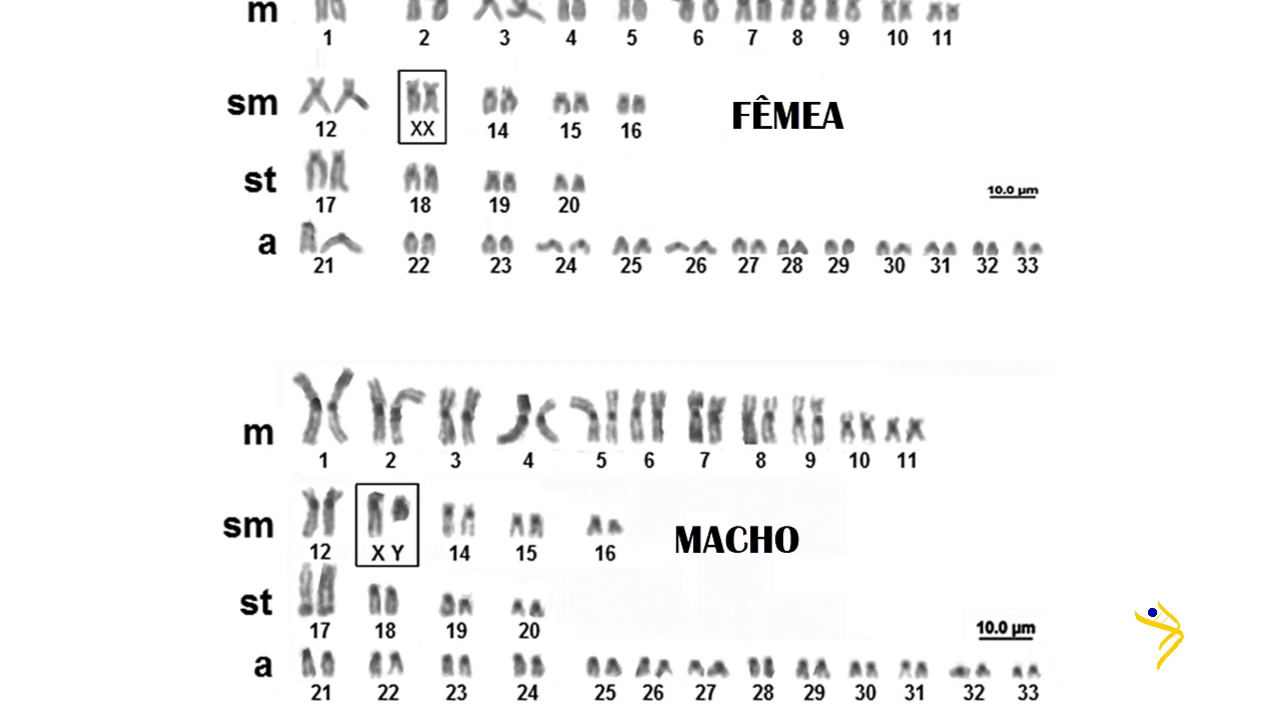 m
1 2 3 4 5 6 7 8 9 10 11
sm
12 XX 14 15 16
FÊMEA
st
17 18 19 20
10.0 µm
a
21 22 23 24 25 26 27 28 29 30 31 32 33
m
1 2 3 4 5 6 7 8 9 10 11
sm
12 X Y 14 15 16
MACHO
st
17 18 19 20
10.0 µm
a
21 22 23 24 25 26 27 28 29 30 31 32 33